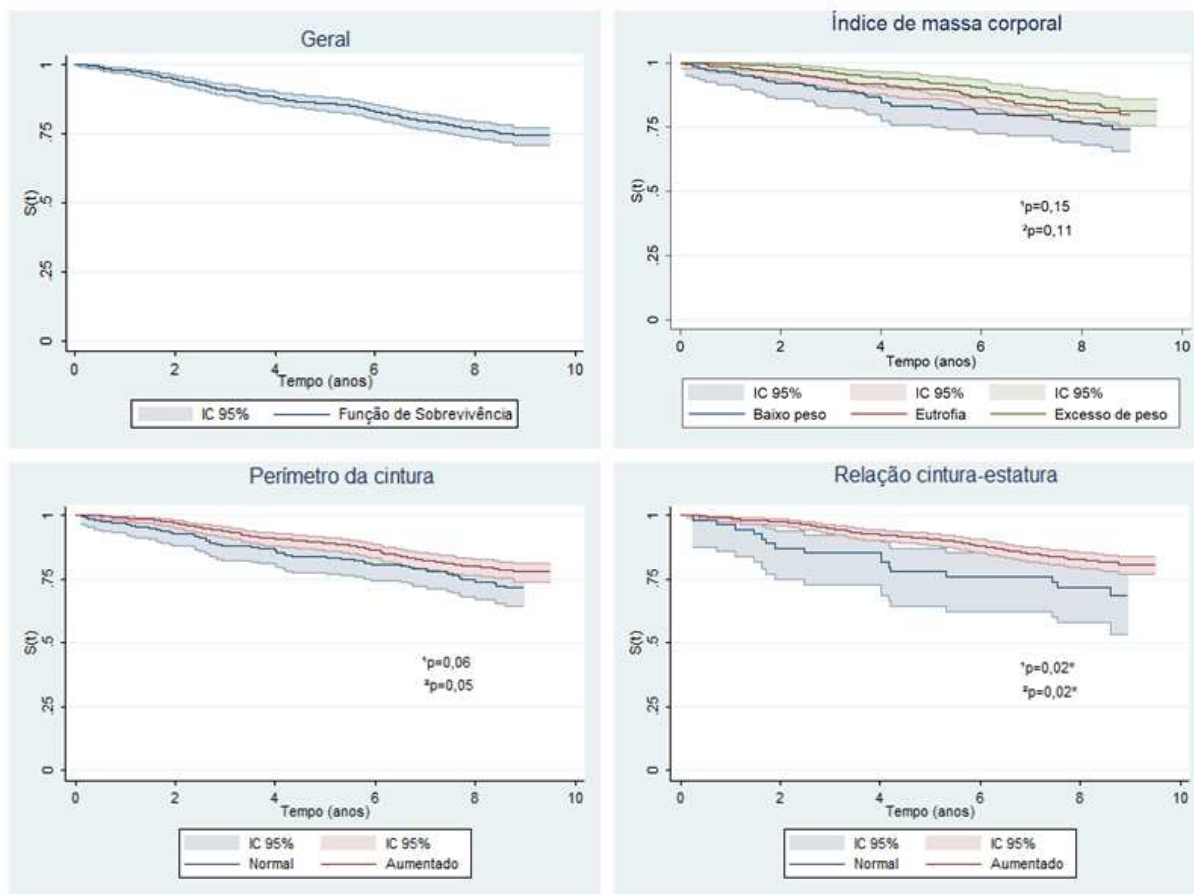 Geral
S(t)
1
.75
.5
.25
0
0 2 4 6 8 10
Tempo (anos)
IC 95% Função de Sobrevivência
Índice de massa corporal
S(t)
1
.75
.5
.25
0
¹p=0,15
²p=0,11
0 2 4 6 8 10
Tempo (anos)
IC 95% IC 95% IC 95%
Baixo peso Eutrofia Excesso de peso
Perímetro da cintura
S(t)
1
.75
.5
.25
0
¹p=0,06
²p=0,05
0 2 4 6 8 10
Tempo (anos)
IC 95% IC 95%
Normal Aumentado
Relação cintura-estatura
S(t)
1
.75
.5
.25
0
¹p=0,02*
²p=0,02*
0 2 4 6 8 10
Tempo (anos)
IC 95% IC 95%
Normal Aumentado